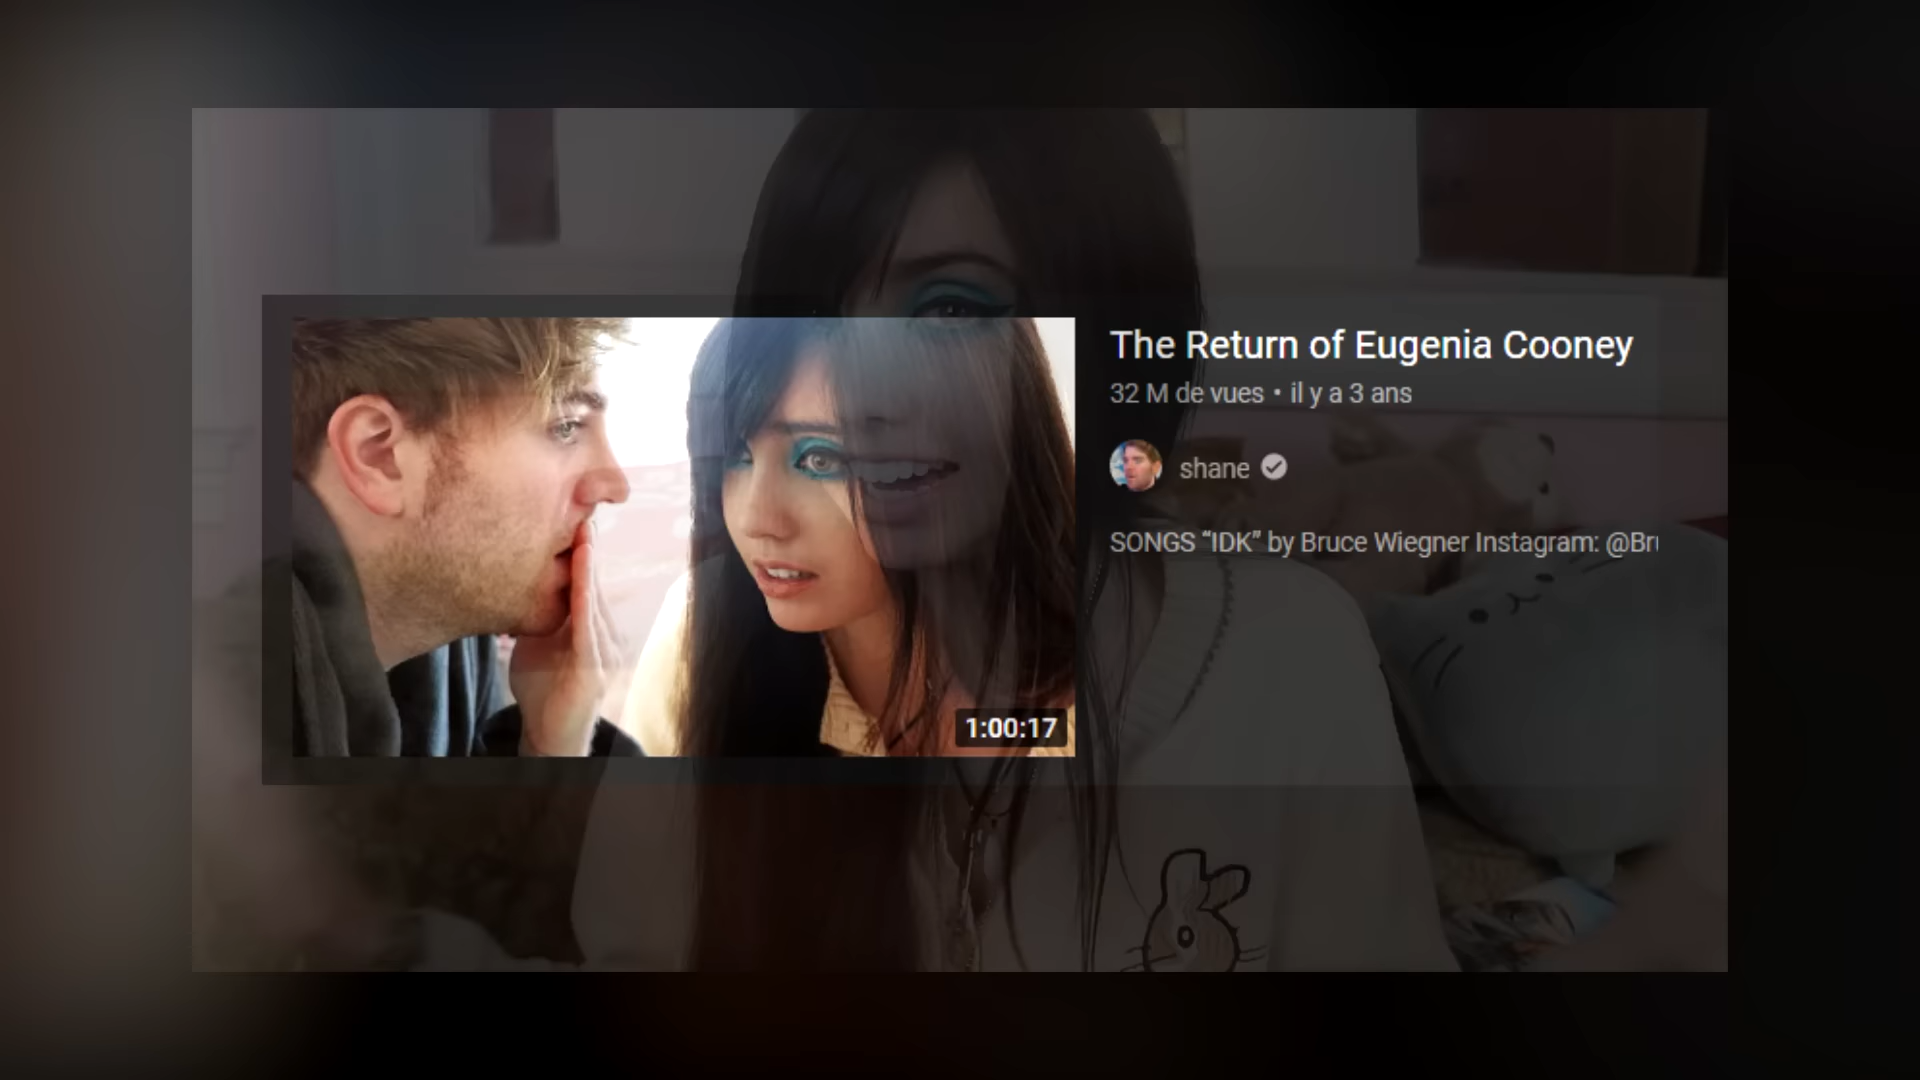 The Return of Eugenia Cooney
32 M de vues • il y a 3 ans
shane
SONGS “IDK” by Bruce Wiegner Instagram: @Bru
1:00:17